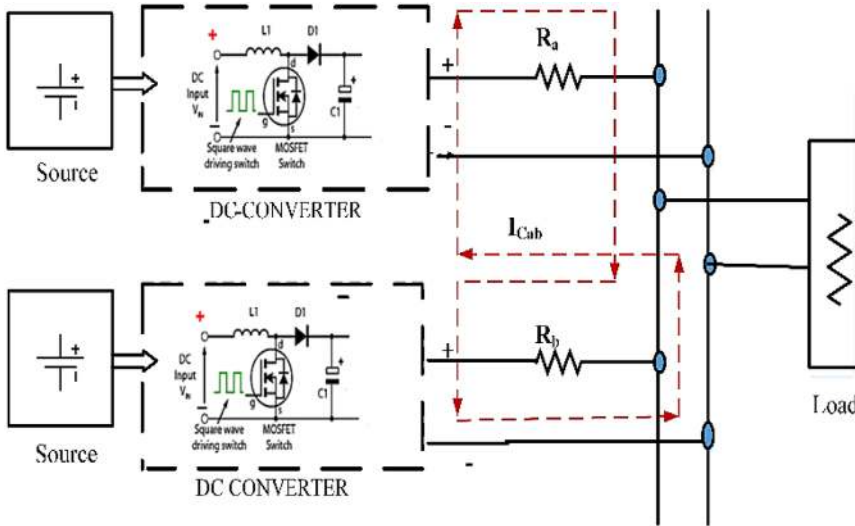 +
Source
+
L1
D1
d
DC
Input
V_IN
g
s
C1
+
Square wave
driving switch
MOSFET
Switch
DC-CONVERTER
+
R_a
-
I_Cab
Load
+
Source
+
L1
D1
d
DC
Input
V_IN
g
s
C1
+
Square wave
driving switch
MOSFET
Switch
DC CONVERTER
+
R_b
-